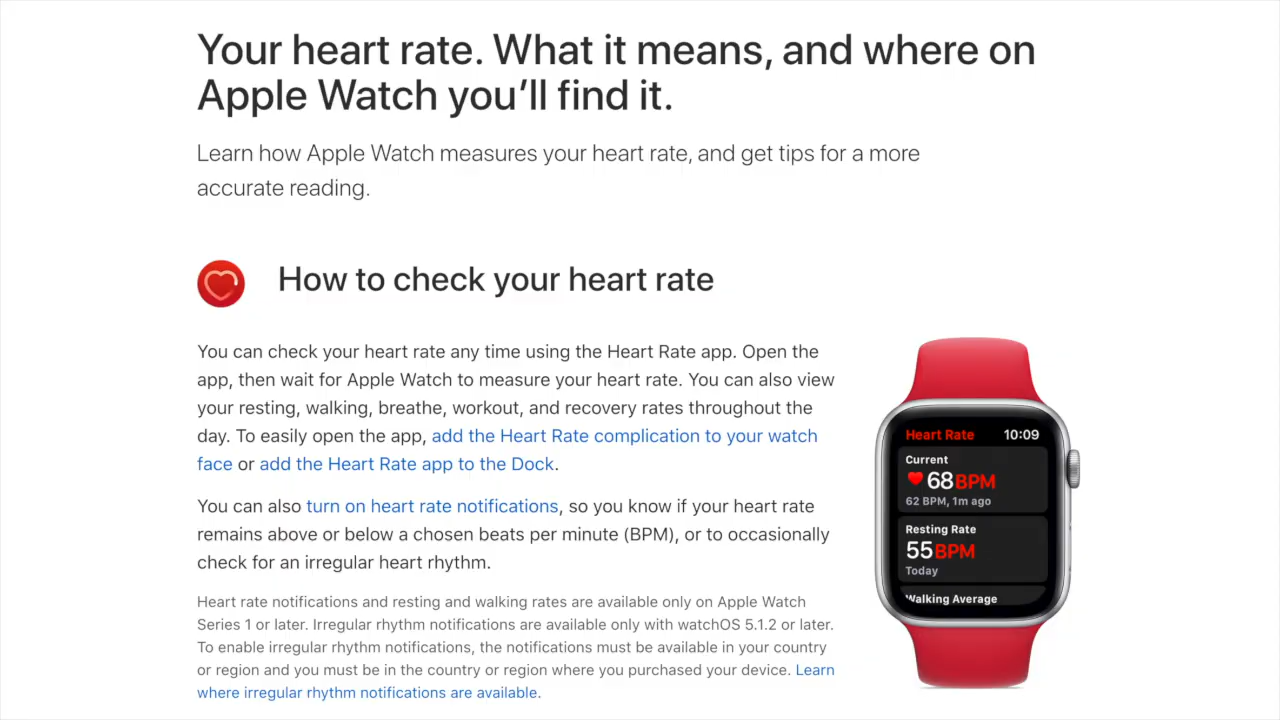 Your heart rate. What it means, and where on
Apple Watch you’ll find it.
Learn how Apple Watch measures your heart rate, and get tips for a more
accurate reading.
How to check your heart rate
You can check your heart rate any time using the Heart Rate app. Open the
app, then wait for Apple Watch to measure your heart rate. You can also view
your resting, walking, breathe, workout, and recovery rates throughout the
day. To easily open the app, add the Heart Rate complication to your watch
face or add the Heart Rate app to the Dock.
You can also turn on heart rate notifications, so you know if your heart rate
remains above or below a chosen beats per minute (BPM), or to occasionally
check for an irregular heart rhythm.
Heart rate notifications and resting and walking rates are available only on Apple Watch
Series 1 or later. Irregular rhythm notifications are available only with watchOS 5.1.2 or later.
To enable irregular rhythm notifications, the notifications must be available in your country
or region and you must be in the country or region where you purchased your device. Learn
where irregular rhythm notifications are available.
Heart Rate 10:09
Current
68 BPM
62 BPM, 1m ago
Resting Rate
55 BPM
Today
Walking Average